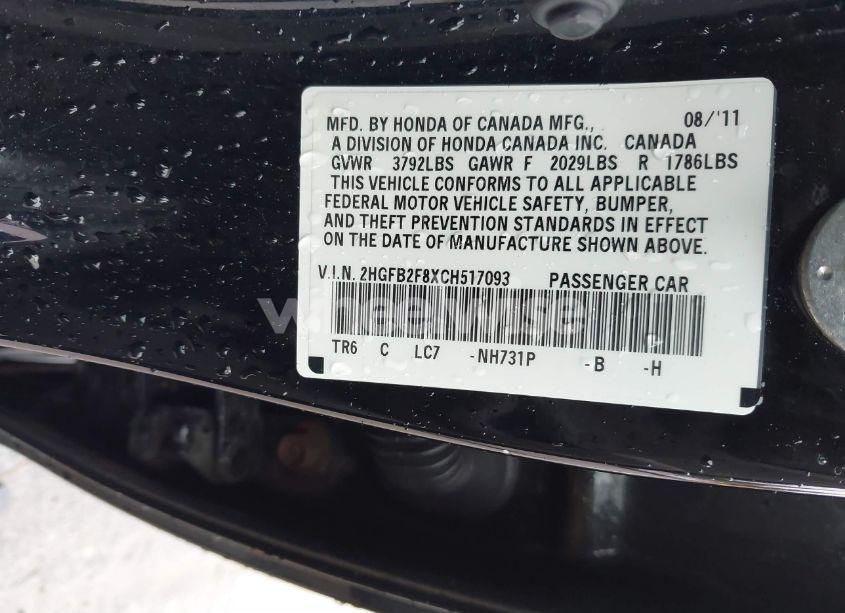 MFD. BY HONDA OF CANADA MFG., 08/'11
A DIVISION OF HONDA CANADA INC. CANADA
GVWR 3792LBS GAWR F 2029LBS R 1786LBS
THIS VEHICLE CONFORMS TO ALL APPLICABLE
FEDERAL MOTOR VEHICLE SAFETY, BUMPER,
AND THEFT PREVENTION STANDARDS IN EFFECT
ON THE DATE OF MANUFACTURE SHOWN ABOVE.
V.I.N. 2HGFB2F8XCH517093 PASSENGER CAR
TR6 C LC7 -NH731P -B -H